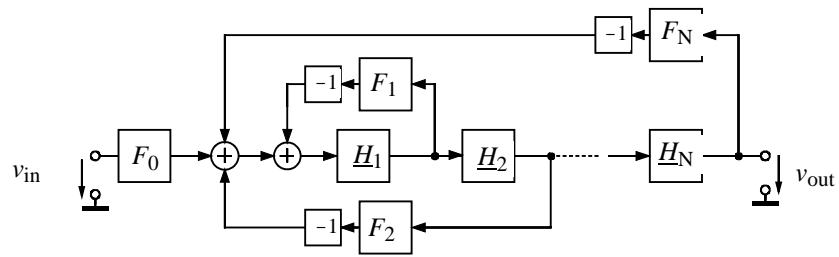 -1 F_N
-1 F_1
v_in F_0 + + H_1 H_2 H_N v_out
-1 F_2